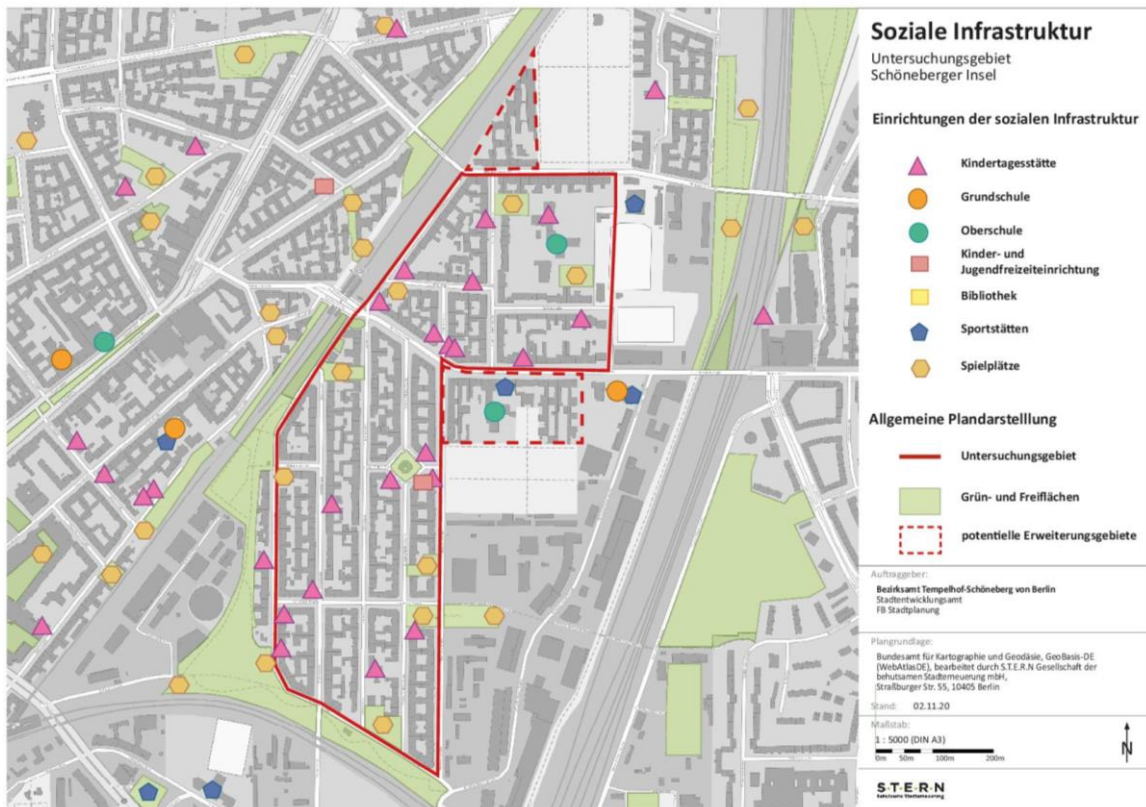 Soziale Infrastruktur
Untersuchungsgebiet
Schöneberger Insel
Einrichtungen der sozialen Infrastruktur
Kindertagesstätte
Grundschule
Oberschule
Kinder- und
Jugendfreizeiteinrichtung
Bibliothek
Sportstätten
Spielplätze
Allgemeine Plandarstelllung
Untersuchungsgebiet
Grün- und Freiflächen
potentielle Erweiterungsgebiete
Auftraggeber:
Bezirksamt Tempelhof-Schöneberg von Berlin
Stadtentwicklungsamt
FB Stadtplanung
Plangrundlage:
Bundesamt für Kartographie und Geodäsie, GeoBasis-DE
(WebAtlasDE), bearbeitet durch S.T.E.R.N Gesellschaft der
behutsamen Stadterneuerung mbH,
Straßburger Str. 55, 10405 Berlin
Stand: 02.11.20
Maßstab:
1 : 5000 (DIN A3)
0m 50m 100m 200m
N
S·T·E·R·N